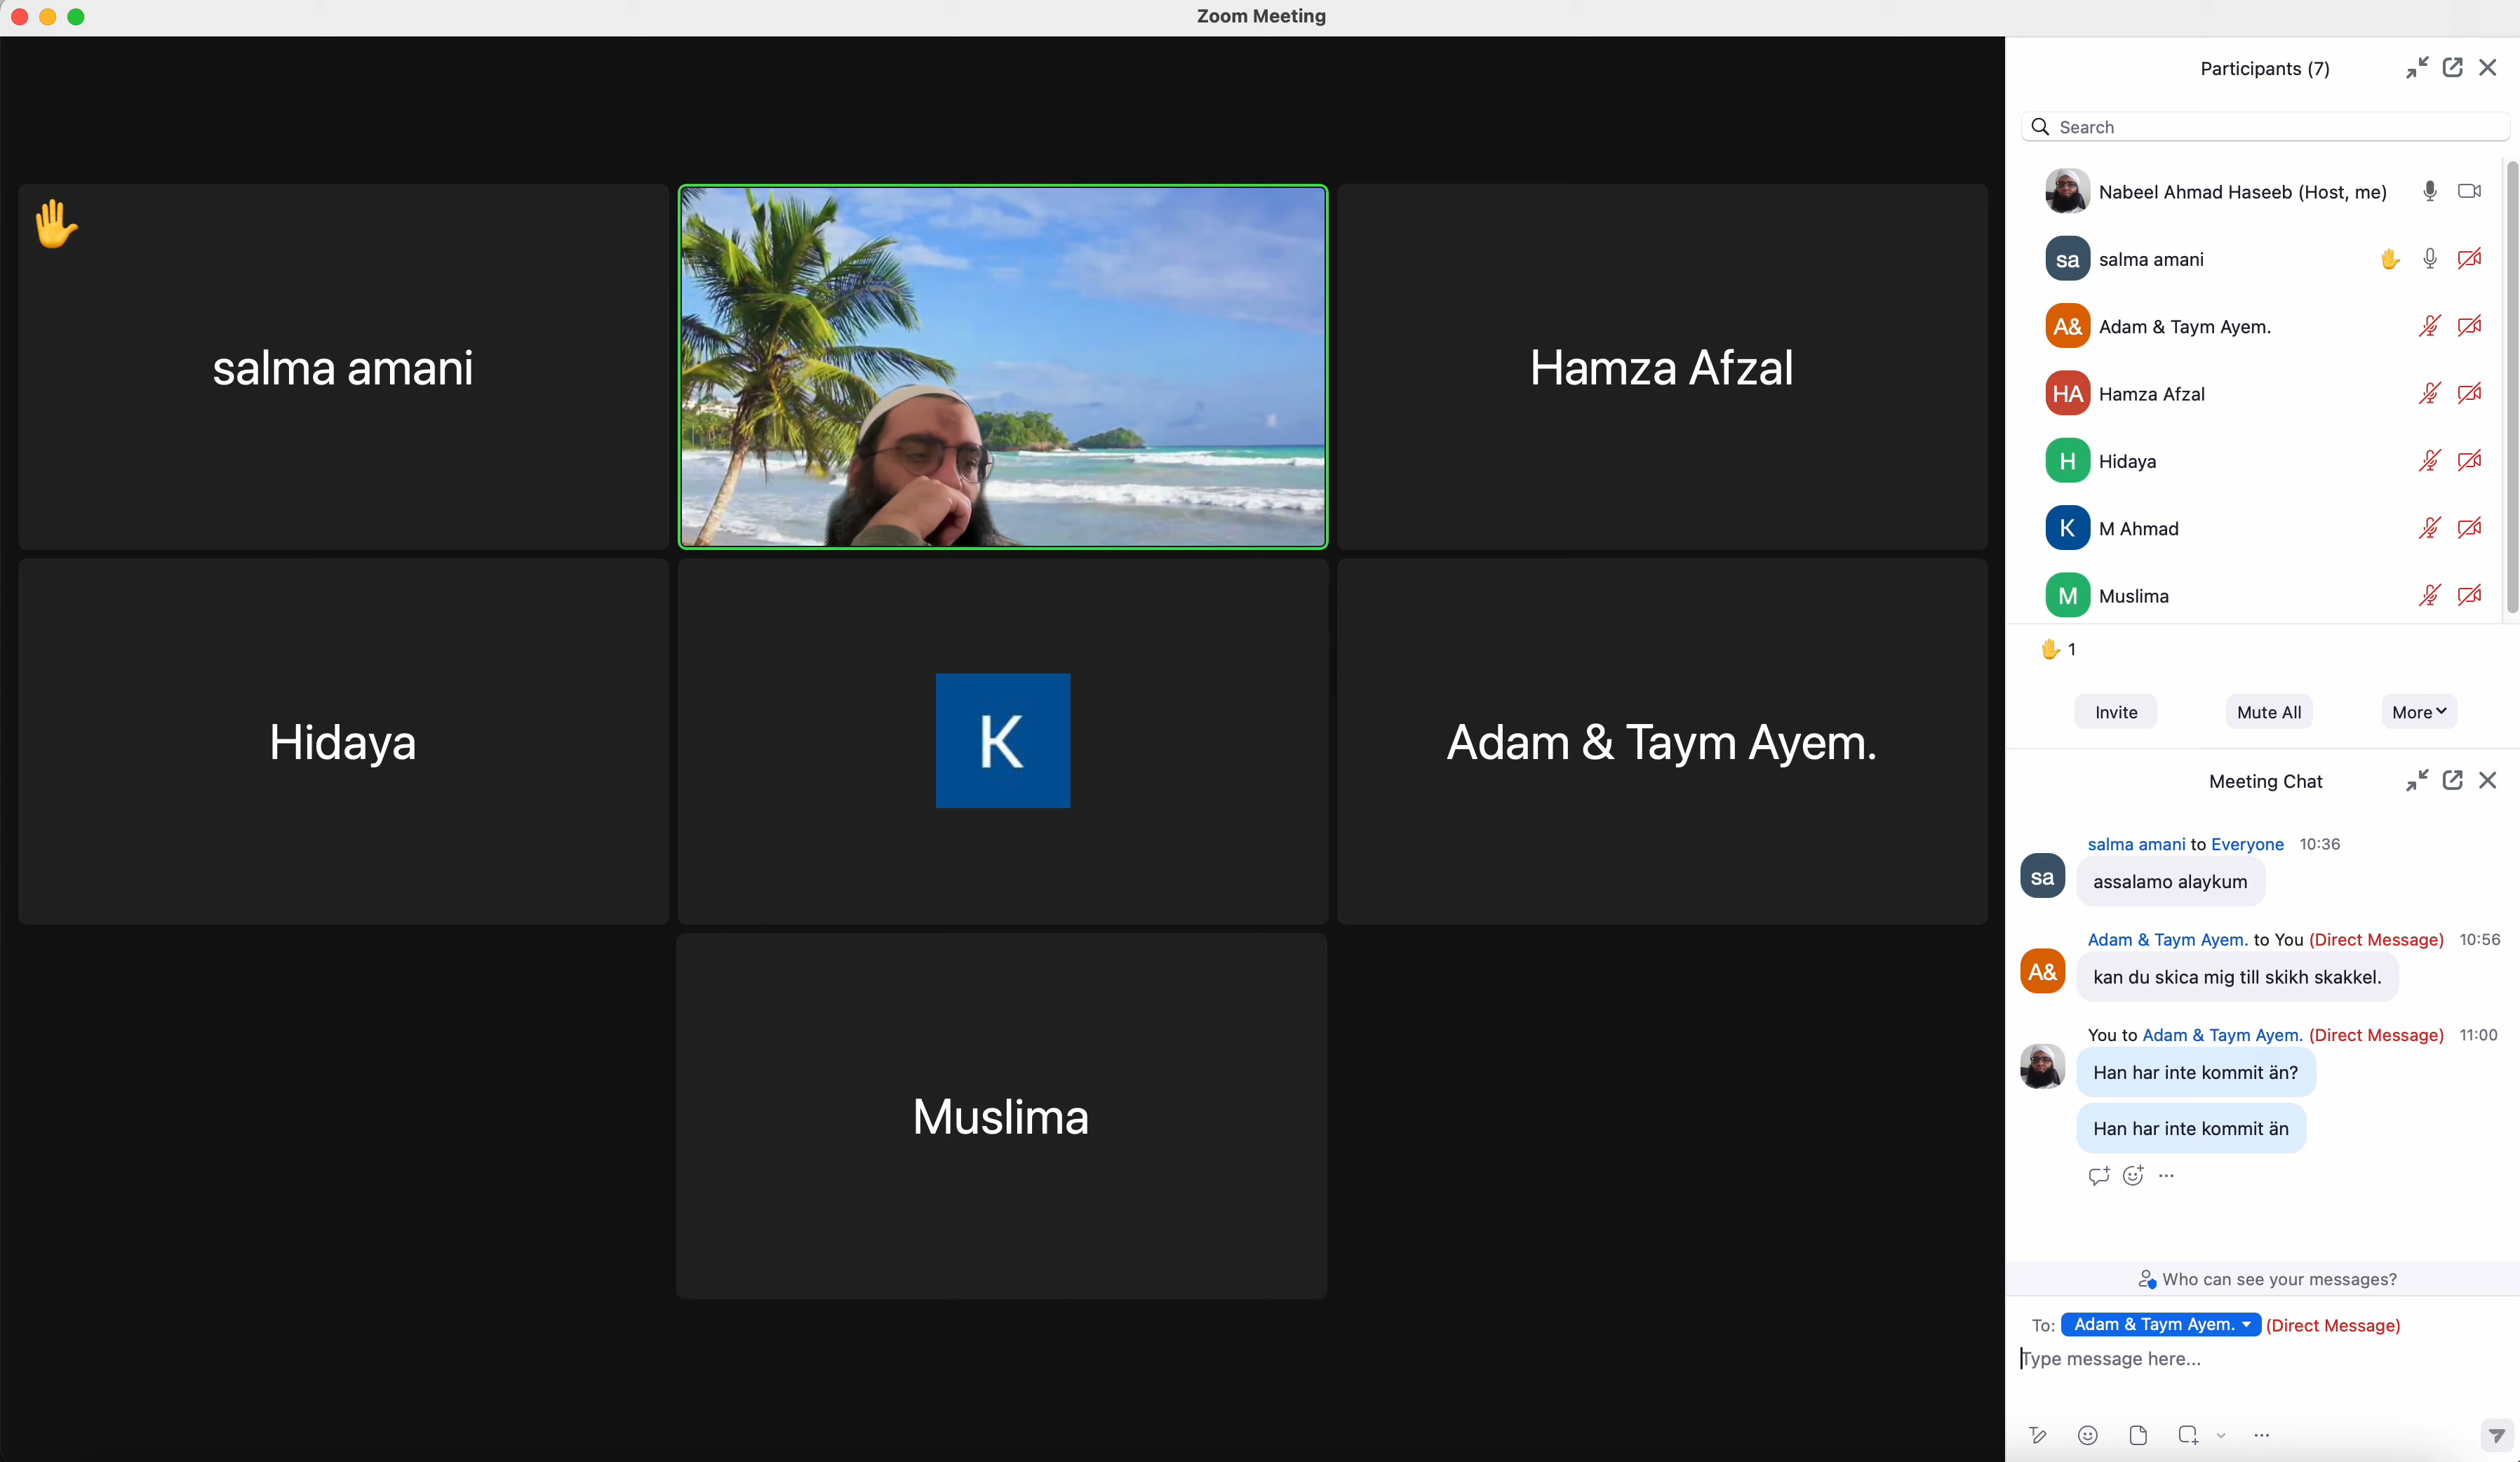 Zoom Meeting
salma amani
Hamza Afzal
Hidaya
K
Adam & Taym Ayem.
Muslima
Participants (7)
Search
Nabeel Ahmad Haseeb (Host, me)
sa salma amani
A& Adam & Taym Ayem.
HA Hamza Afzal
H Hidaya
K M Ahmad
M Muslima
1
Invite Mute All More
Meeting Chat
salma amani to Everyone 10:36
sa assalamo alaykum
Adam & Taym Ayem. to You (Direct Message) 10:56
A& kan du skica mig till skikh skakkel.
You to Adam & Taym Ayem. (Direct Message) 11:00
Han har inte kommit än?
Han har inte kommit än
Who can see your messages?
To: Adam & Taym Ayem. (Direct Message)
Type message here...